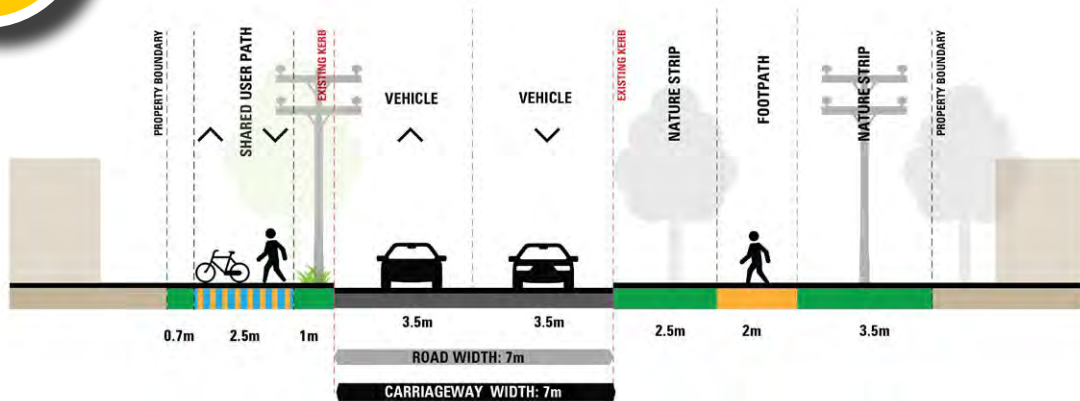 PROPERTY BOUNDARY
SHARED USER PATH
EXISTING KERB
VEHICLE
VEHICLE
EXISTING KERB
NATURE STRIP
FOOTPATH
NATURE STRIP
PROPERTY BOUNDARY
0.7m
2.5m
1m
3.5m
3.5m
2.5m
2m
3.5m
ROAD WIDTH: 7m
CARRIAGEWAY WIDTH: 7m